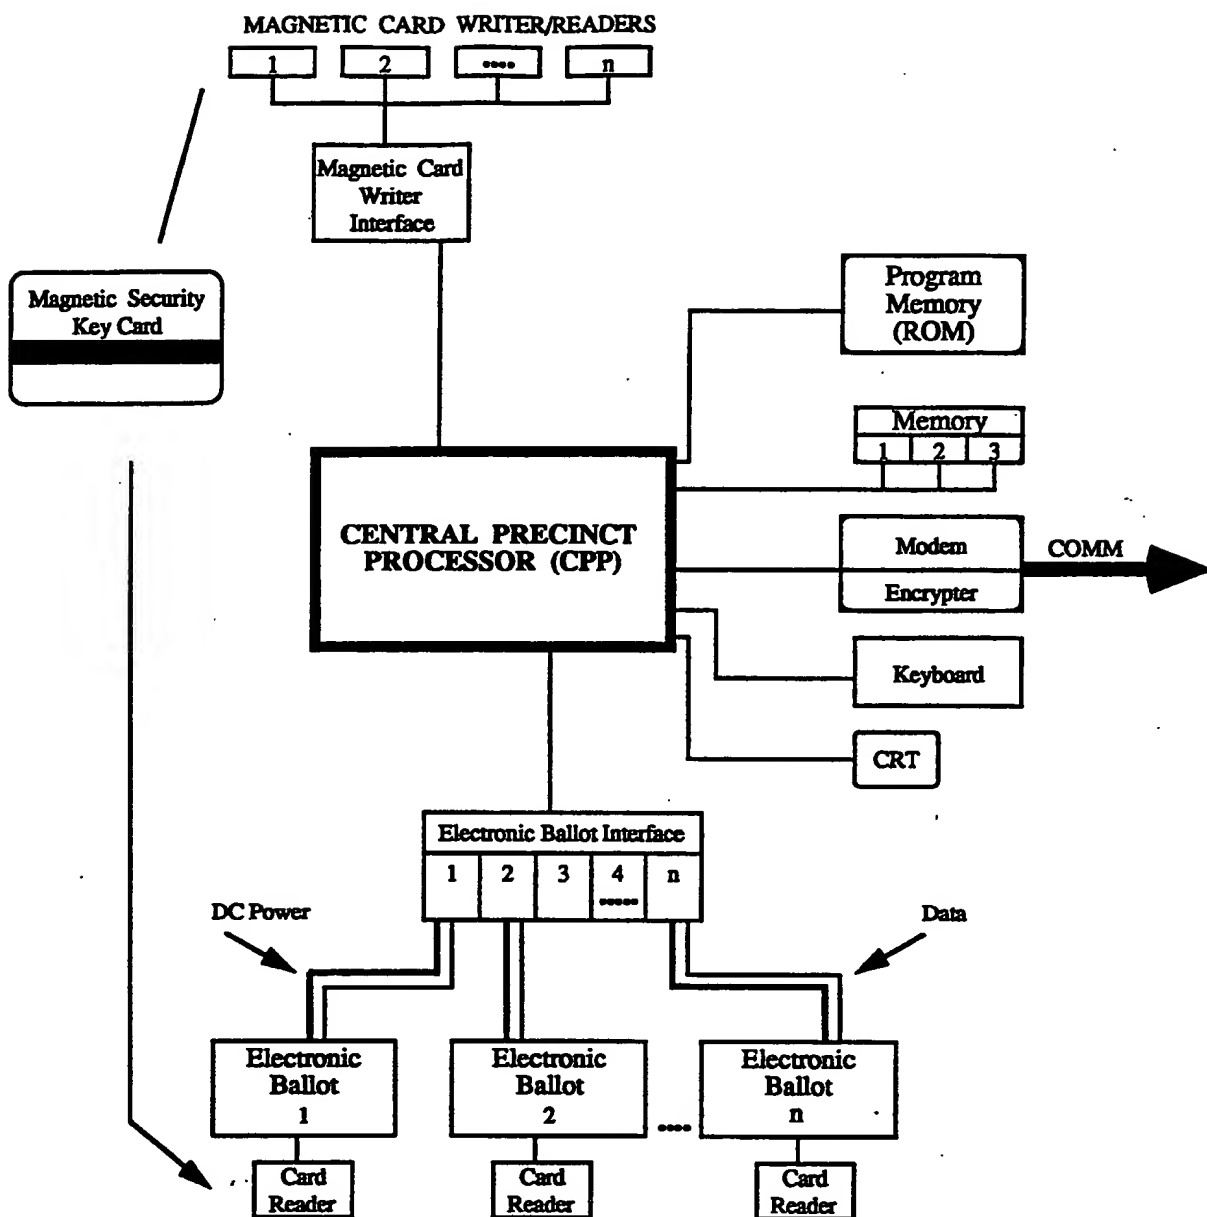 MAGNETIC CARD WRITER/READERS
1 2 ---- n
Magnetic Card
Writer
Interface
Magnetic Security
Key Card
Program
Memory
(ROM)
Memory
1 2 3
CENTRAL PRECINCT
PROCESSOR (CPP)
Modem
Encrypter
COMM
Keyboard
CRT
Electronic Ballot Interface
1 2 3 4 ----- n
DC Power
Data
Electronic
Ballot
1
Electronic
Ballot
2
....
Electronic
Ballot
n
Card
Reader
Card
Reader
Card
Reader